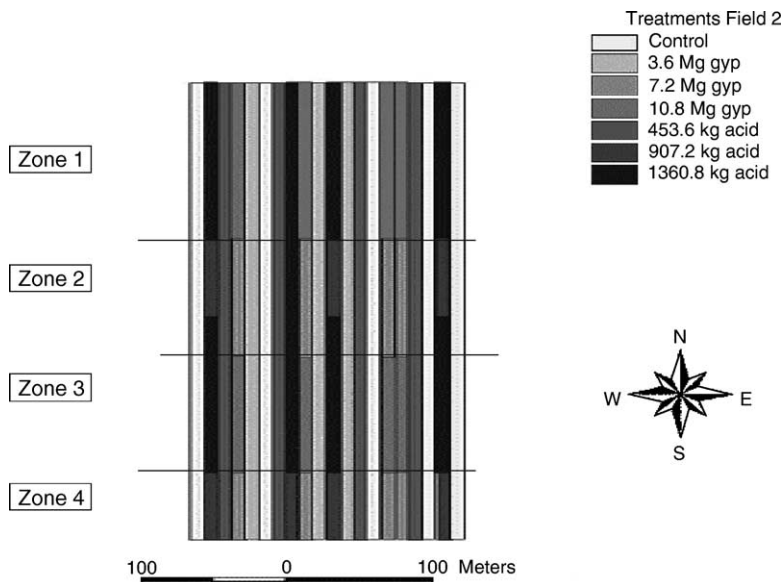 Treatments Field 2
Control
3.6 Mg gyp
7.2 Mg gyp
10.8 Mg gyp
453.6 kg acid
907.2 kg acid
1360.8 kg acid
Zone 1
Zone 2
Zone 3
Zone 4
N
W E
S
100 0 100 Meters